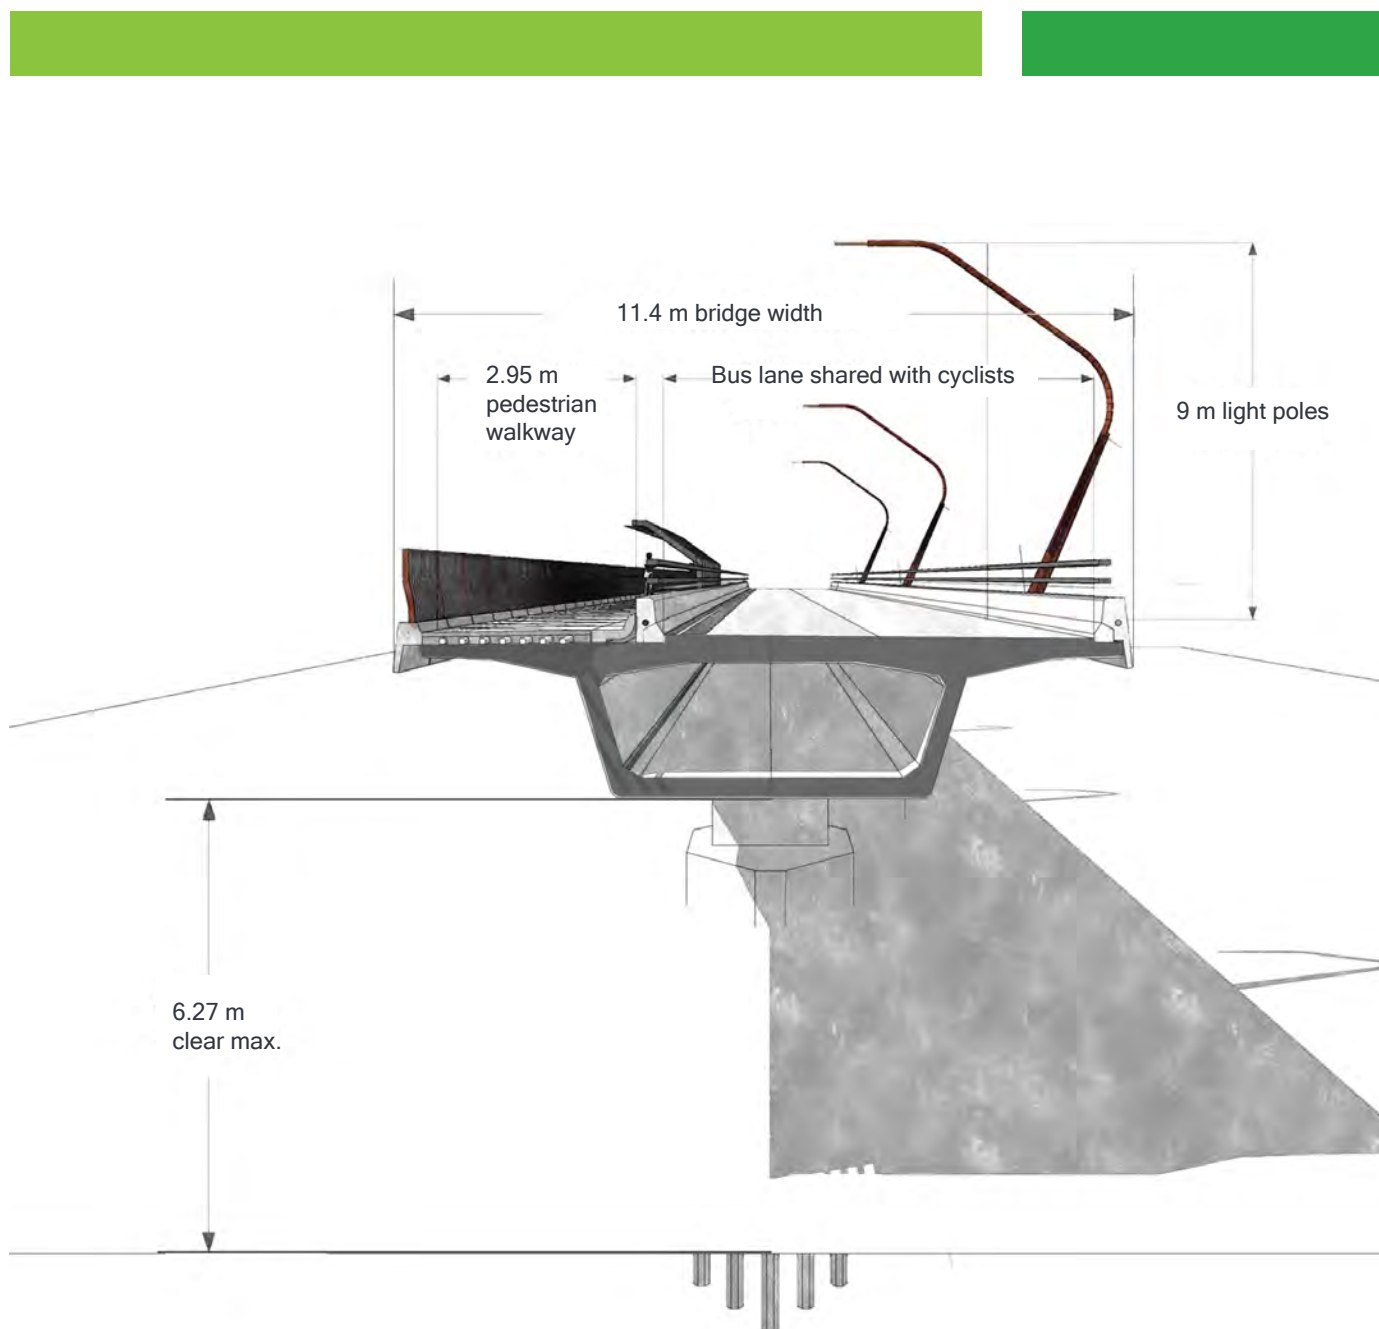 11.4 m bridge width
2.95 m
pedestrian
walkway
Bus lane shared with cyclists
9 m light poles
6.27 m
clear max.